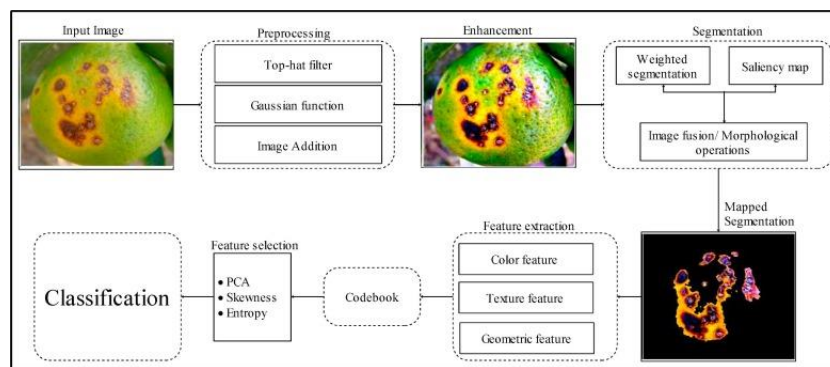 Input Image
Preprocessing
Top-hat filter
Gaussian function
Image Addition
Enhancement
Segmentation
Weighted
segmentation
Saliency map
Image fusion/ Morphological
operations
Mapped
Segmentation
Feature extraction
Color feature
Texture feature
Geometric feature
Codebook
Feature selection
• PCA
• Skewness
• Entropy
Classification